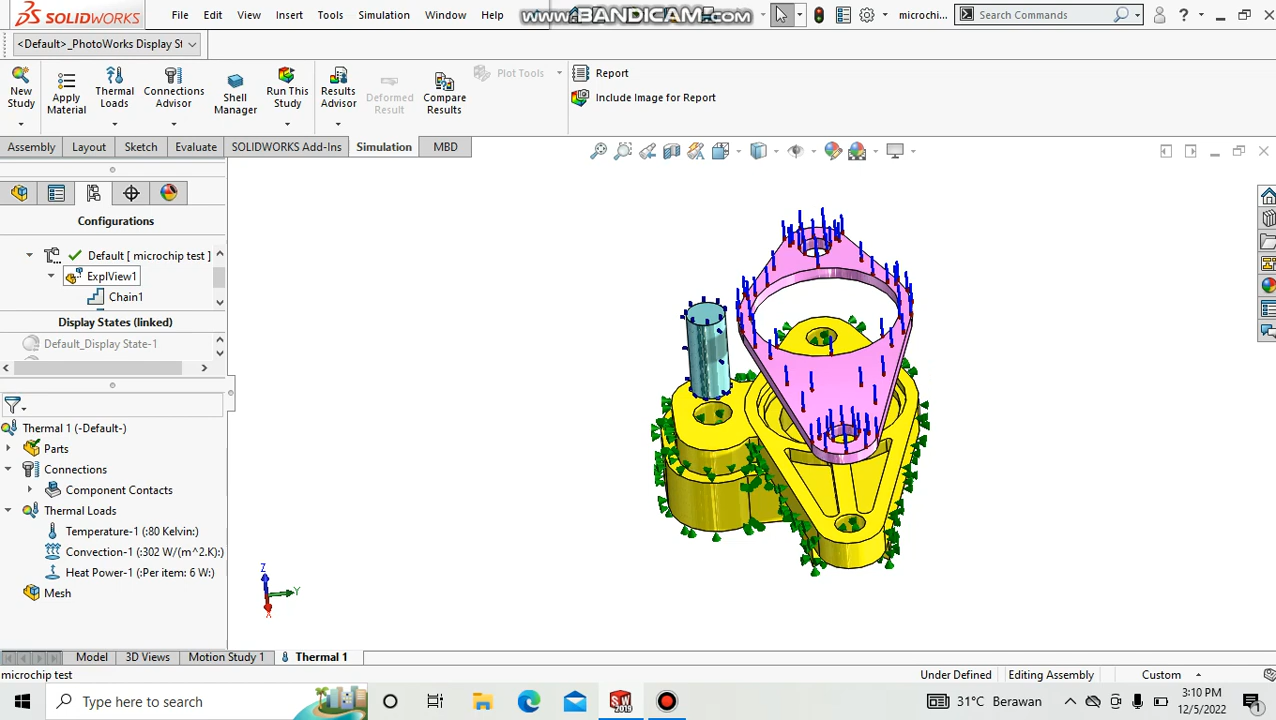 SOLIDWORKS File Edit View Insert Tools Simulation Window Help www.BANDICAM.com microchi... Search Commands ?
<Default>_PhotoWorks Display St
New Study
Apply Material
Thermal Loads
Connections Advisor
Shell Manager
Run This Study
Results Advisor
Deformed Result
Compare Results
Plot Tools
Report
Include Image for Report
Assembly Layout Sketch Evaluate SOLIDWORKS Add-Ins Simulation MBD
Configurations
Default [ microchip test ]
ExplView1
Chain1
Display States (linked)
Default_Display State-1
Thermal 1 (-Default-)
Parts
Connections
Component Contacts
Thermal Loads
Temperature-1 (:80 Kelvin:)
Convection-1 (:302 W/(m^2.K):)
Heat Power-1 (:Per item: 6 W:)
Mesh
Z
Y
X
Model 3D Views Motion Study 1 Thermal 1
microchip test Under Defined Editing Assembly Custom
Type here to search
SW
2019
31°C Berawan
3:10 PM
12/5/2022
1